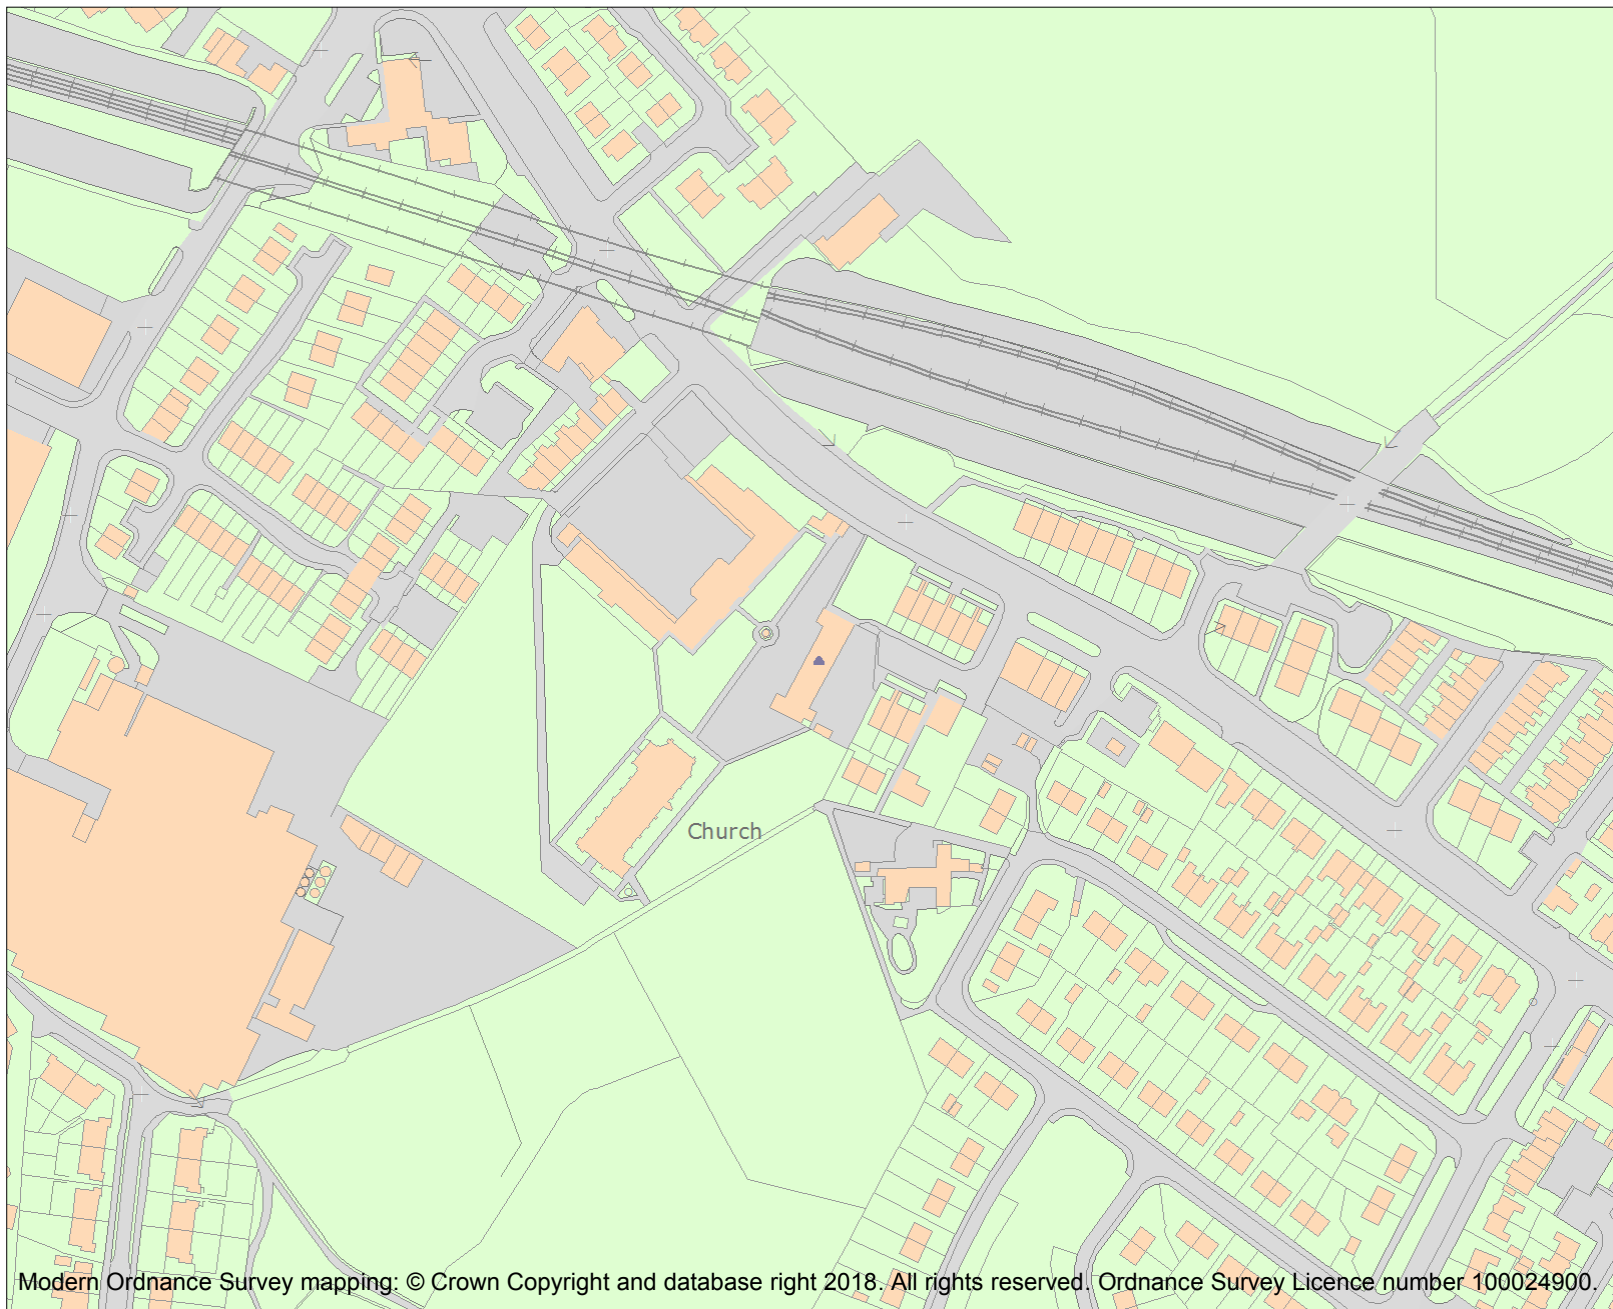 Church
Modern Ordnance Survey mapping: © Crown Copyright and database right 2018. All rights reserved. Ordnance Survey Licence number 100024900.